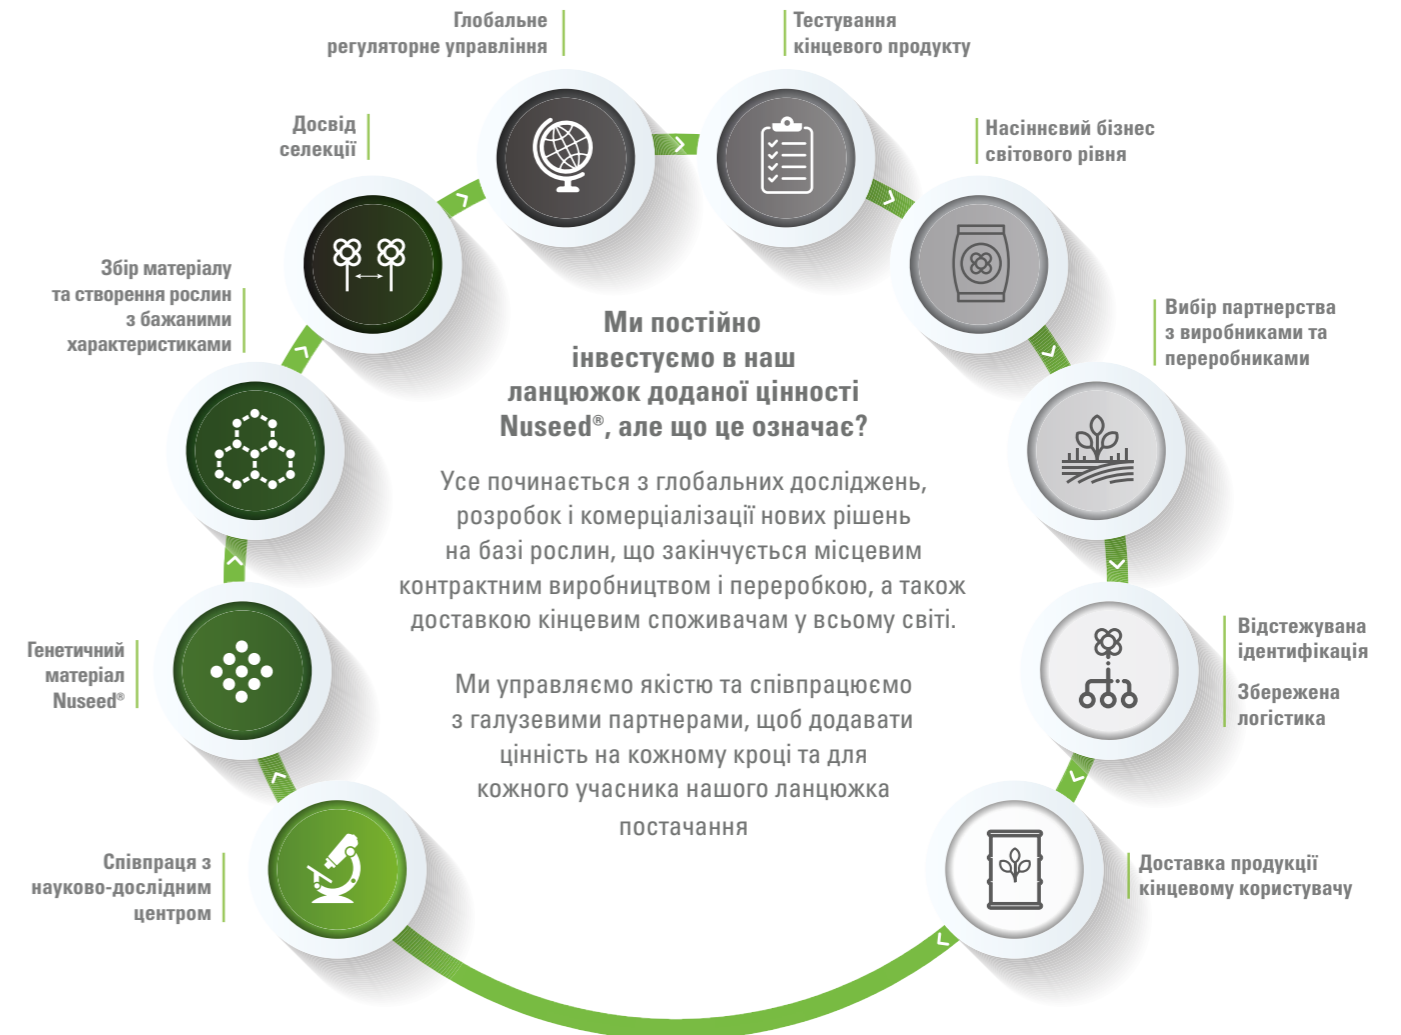 Глобальне
регуляторне управління
Тестування
кінцевого продукту
Досвід
селекції
Насіннєвий бізнес
світового рівня
Збір матеріалу
та створення рослин
з бажаними
характеристиками
Вибір партнерства
з виробниками та
переробниками
Ми постійно
інвестуємо в наш
ланцюжок доданої цінності
Nuseed®, але що це означає?
Усе починається з глобальних досліджень,
розробок і комерціалізації нових рішень
на базі рослин, що закінчується місцевим
контрактним виробництвом і переробкою, а також
доставкою кінцевим споживачам у всьому світі.
Ми управляємо якістю та співпрацюємо
з галузевими партнерами, щоб додавати
цінність на кожному кроці та для
кожного учасника нашого ланцюжка
постачання
Генетичний
матеріал
Nuseed®
Відстежувана
ідентифікація
Збережена
логістика
Співпраця з
науково-дослідним
центром
Доставка продукції
кінцевому користувачу